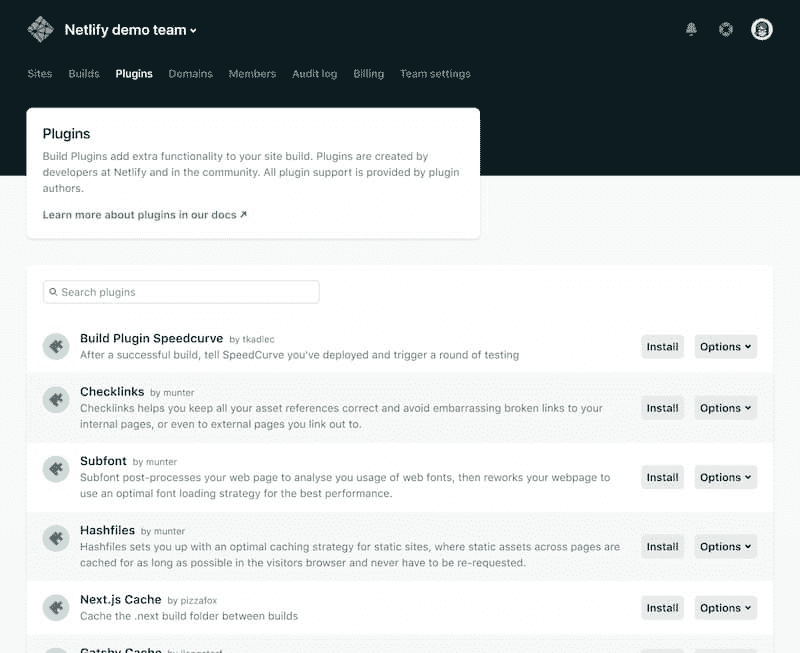 Netlify demo team
Sites Builds Plugins Domains Members Audit log Billing Team settings
Plugins
Build Plugins add extra functionality to your site build. Plugins are created by
developers at Netlify and in the community. All plugin support is provided by plugin
authors.
Learn more about plugins in our docs ↗
Search plugins
Build Plugin Speedcurve by tkadlec
After a successful build, tell SpeedCurve you've deployed and trigger a round of testing
Install Options
Checklinks by munter
Checklinks helps you keep all your asset references correct and avoid embarrassing broken links to your
internal pages, or even to external pages you link out to.
Install Options
Subfont by munter
Subfont post-processes your web page to analyse you usage of web fonts, then reworks your webpage to
use an optimal font loading strategy for the best performance.
Install Options
Hashfiles by munter
Hashfiles sets you up with an optimal caching strategy for static sites, where static assets across pages are
cached for as long as possible in the visitors browser and never have to be re-requested.
Install Options
Next.js Cache by pizzafox
Cache the .next build folder between builds
Install Options
Gatsby Cache by jlengstorf